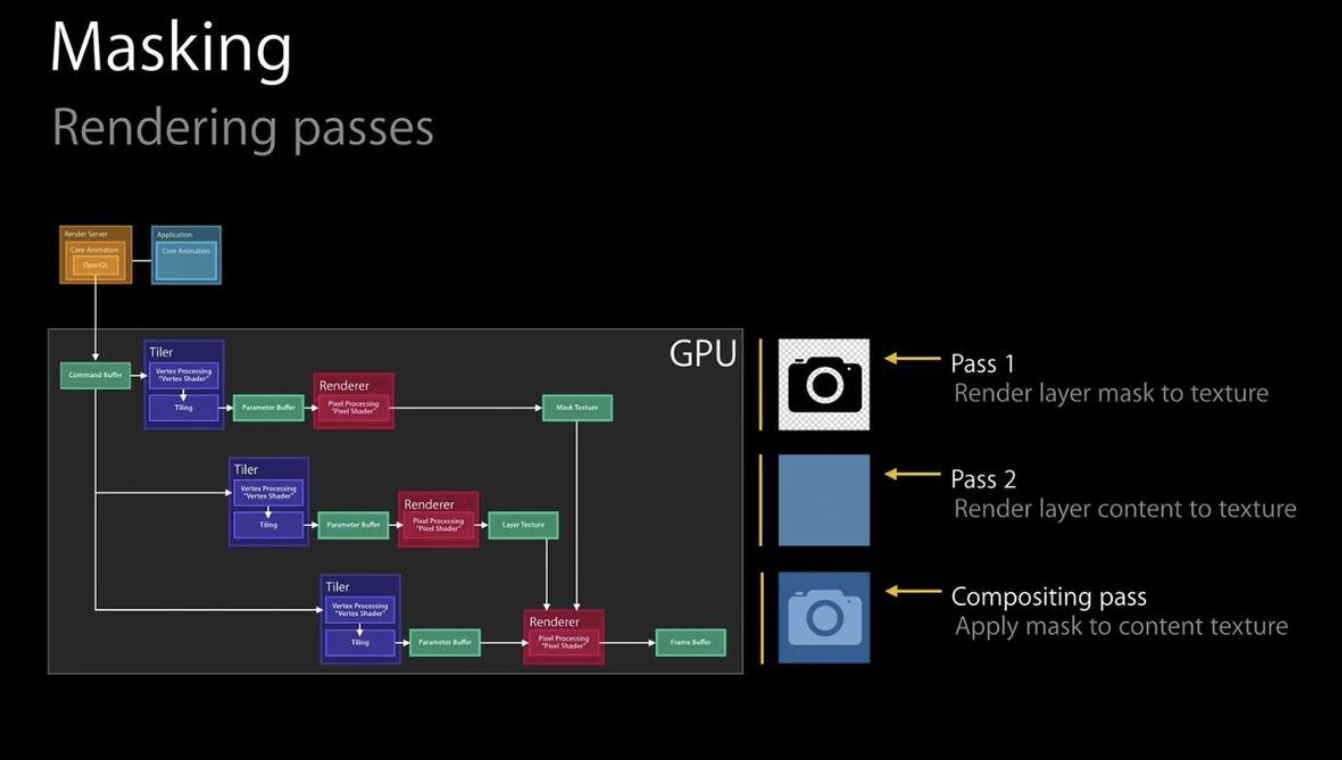 Masking
Rendering passes
Render Server
Core Animation
OpenGL
Application
Core Animation
GPU
Command Buffer
Tiler
Vertex Processing
"Vertex Shader"
Tiling
Parameter Buffer
Renderer
Pixel Processing
"Pixel Shader"
Mask Texture
Pass 1
Render layer mask to texture
Tiler
Vertex Processing
"Vertex Shader"
Tiling
Parameter Buffer
Renderer
Pixel Processing
"Pixel Shader"
Layer Texture
Pass 2
Render layer content to texture
Tiler
Vertex Processing
"Vertex Shader"
Tiling
Parameter Buffer
Renderer
Pixel Processing
"Pixel Shader"
Frame Buffer
Compositing pass
Apply mask to content texture